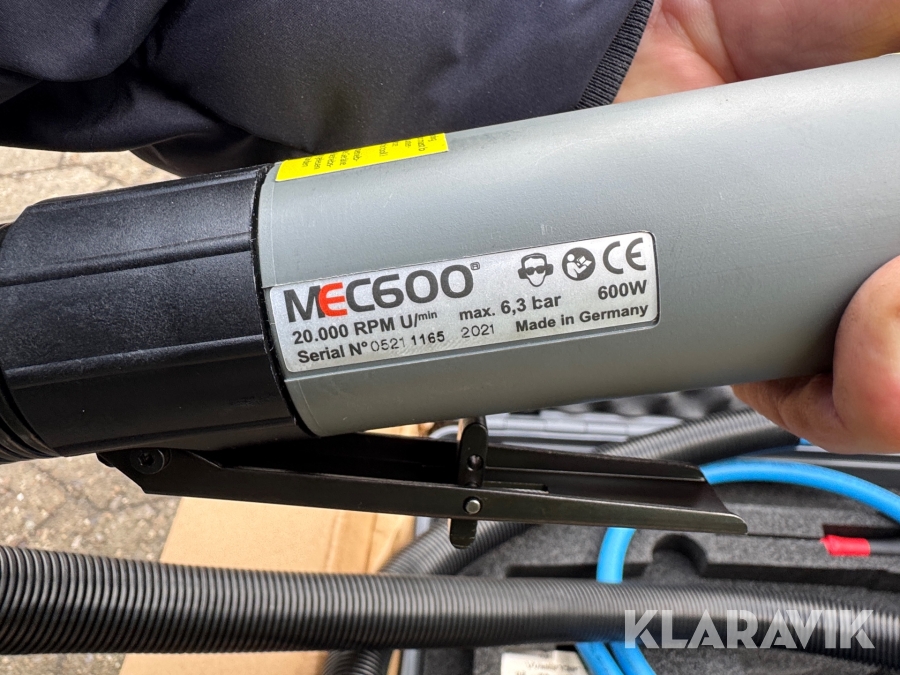 MEC600®
CE
20.000 RPM U/min max. 6,3 bar 600W
Serial N° 0521 1165 2021 Made in Germany
KLARAVIK